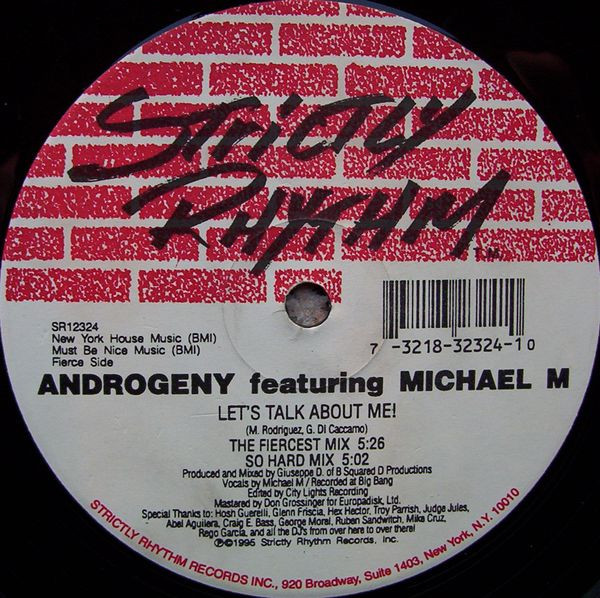 STRICTLY
RHYTHM
T.M.
SR12324
New York House Music (BMI)
Must Be Nice Music (BMI)
Fierce Side
7 -3218-32324-1 0
ANDROGENY featuring MICHAEL M
LET'S TALK ABOUT ME!
(M. Rodriguez, G. Di Caccamo)
THE FIERCEST MIX 5:26
SO HARD MIX 5:02
Produced and Mixed by Giuseppe D. of B Squared D Productions
Vocals by Michael M / Recorded at Big Bang
Edited by City Lights Recording
Mastered by Don Grossinger for Europadisk, Ltd.
Special Thanks to: Hosh Guerelli, Glenn Friscia, Hex Hector, Troy Parrish, Judge Jules,
Abel Aguilera, Craig E. Bass, George Morel, Ruben Sandwitch, Mike Cruz,
Rego Garcia, and all the DJ's from over here to over there!
℗©1995 Strictly Rhythm Records, Inc.
STRICTLY RHYTHM RECORDS INC., 920 Broadway, Suite 1403, New York, N.Y. 10010